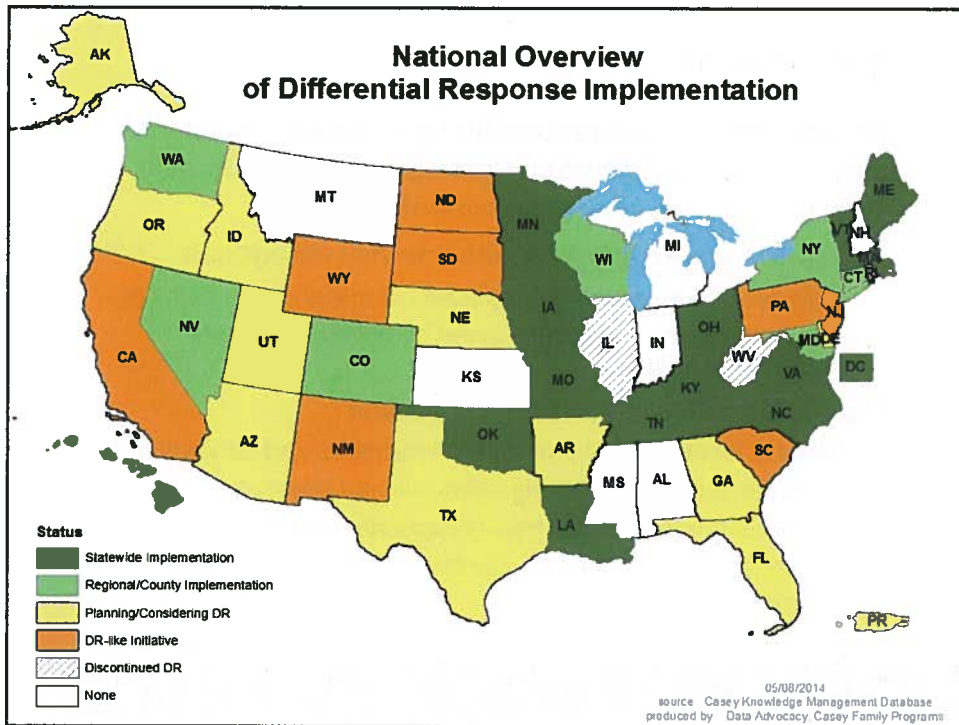 National Overview
of Differential Response Implementation
AK
WA
MT
ND
MN
ME
VT
NH
OR
ID
WY
SD
WI
MI
NY
CT
NV
UT
CO
NE
IA
IL
IN
OH
PA
NJ
MD
DE
CA
KS
MO
KY
WV
VA
DC
AZ
NM
OK
AR
TN
NC
SC
TX
LA
MS
AL
GA
FL
PR
Status
Statewide Implementation
Regional/County Implementation
Planning/Considering DR
DR-like Initiative
Discontinued DR
None
05/08/2014
source Casey Knowledge Management Database
produced by Data Advocacy, Casey Family Programs